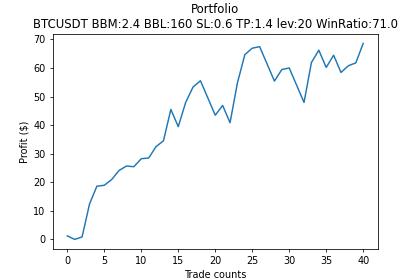 Portfolio
BTCUSDT BBM:2.4 BBL:160 SL:0.6 TP:1.4 lev:20 WinRatio:71.0
70
60
50
40
30
20
10
0
Profit ($)
0 5 10 15 20 25 30 35 40
Trade counts